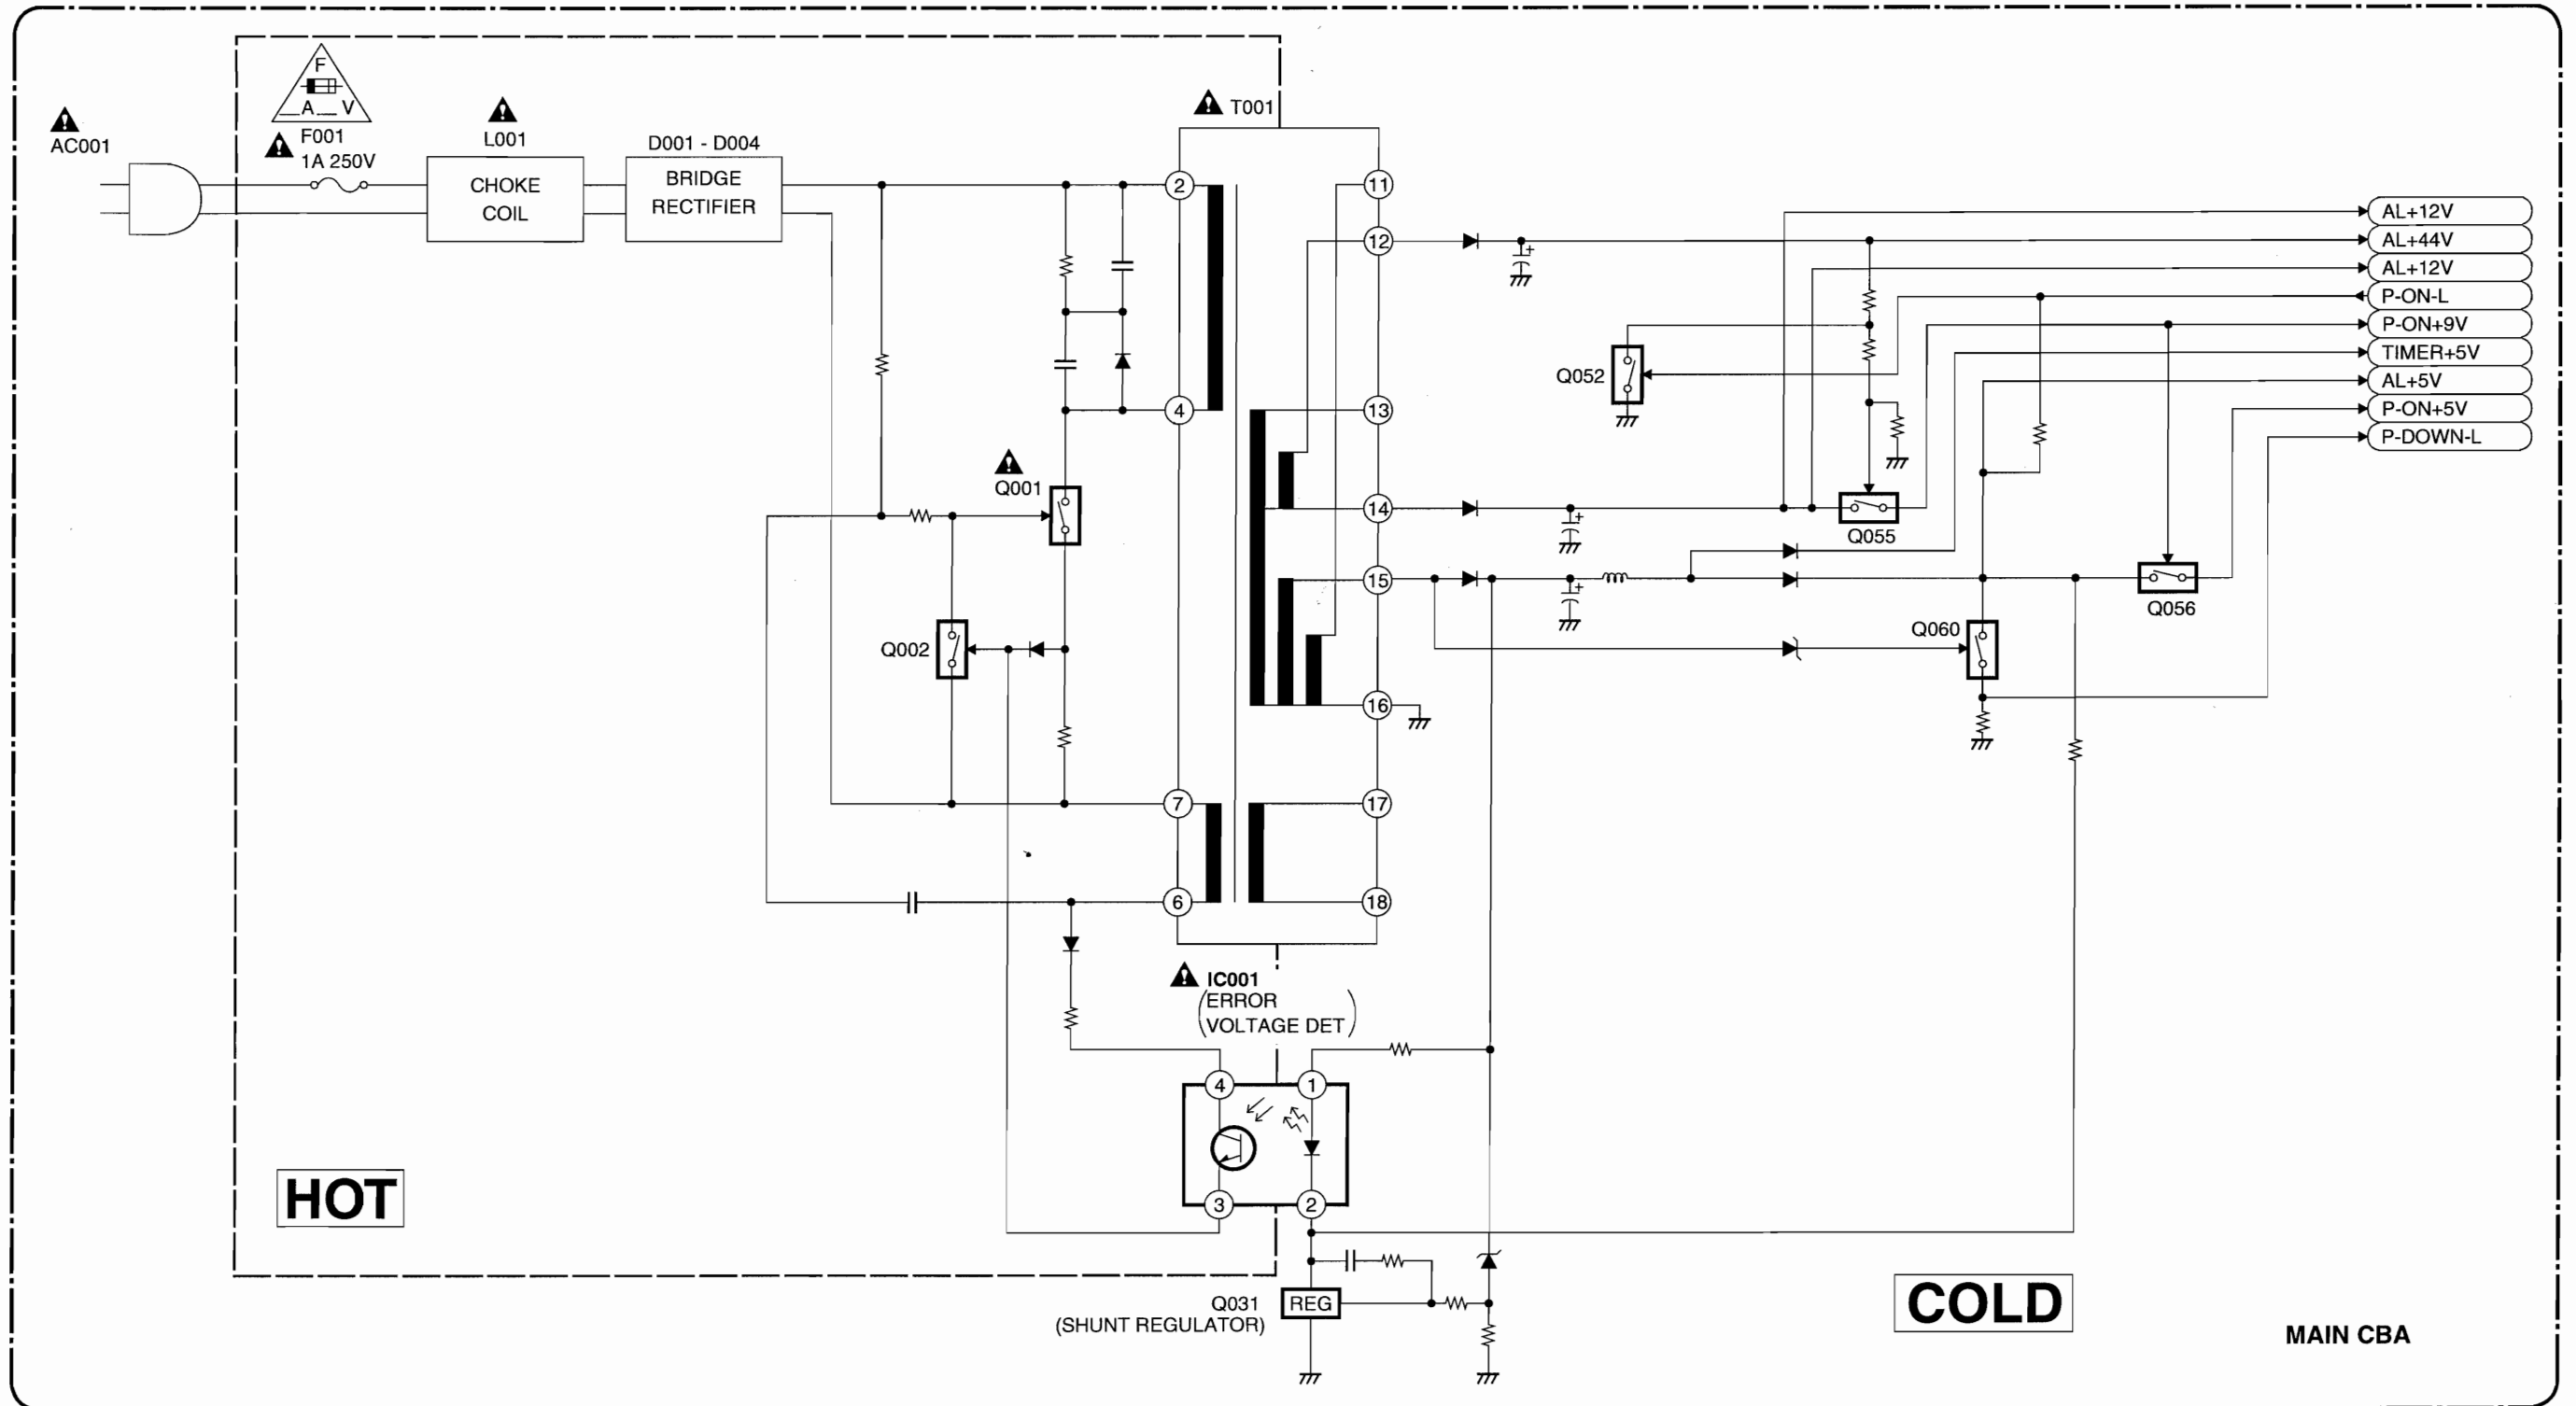 F
__A__V
AC001
F001
1A 250V
L001
CHOKE
COIL
D001 - D004
BRIDGE
RECTIFIER
T001
2
4
7
6
11
12
13
14
15
16
17
18
Q001
Q002
Q052
Q055
Q056
Q060
AL+12V
AL+44V
AL+12V
P-ON-L
P-ON+9V
TIMER+5V
AL+5V
P-ON+5V
P-DOWN-L
IC001
(ERROR
VOLTAGE DET)
4
1
3
2
Q031
(SHUNT REGULATOR)
REG
HOT
COLD
MAIN CBA